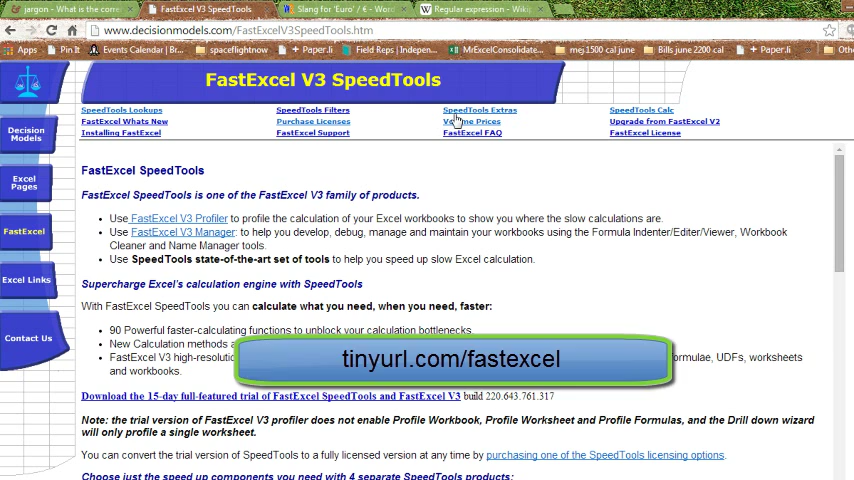 jargon - What is the correc
FastExcel V3 SpeedTools
Slang for 'Euro' / € - Word
Regular expression - Wikip
www.decisionmodels.com/FastExcelV3SpeedTools.htm
Apps Pin It Events Calendar | Br... spaceflightnow Paper.li Field Reps (Indepen... MrExcelConsolidate... mej1500 cal june Bills june2200 cal Paper.li
FastExcel V3 SpeedTools
SpeedTools Lookups SpeedTools Filters SpeedTools Extras SpeedTools Calc
FastExcel Whats New Purchase Licenses Volume Prices Upgrade from FastExcel V2
Installing FastExcel FastExcel Support FastExcel FAQ FastExcel License
Decision Models
Excel Pages
FastExcel
Excel Links
Contact Us
FastExcel SpeedTools
FastExcel SpeedTools is one of the FastExcel V3 family of products.
Use FastExcel V3 Profiler to profile the calculation of your Excel workbooks to show you where the slow calculations are.
Use FastExcel V3 Manager: to help you develop, debug, manage and maintain your workbooks using the Formula Indenter/Editor/Viewer, Workbook
Cleaner and Name Manager tools.
Use SpeedTools state-of-the-art set of tools to help you speed up slow Excel calculation.
Supercharge Excel's calculation engine with SpeedTools
With FastExcel SpeedTools you can calculate what you need, when you need, faster:
90 Powerful faster-calculating functions to unblock your calculation bottlenecks.
New Calculation methods a
FastExcel V3 high-resolutio
ormulae, UDFs, worksheets
and workbooks.
tinyurl.com/fastexcel
Download the 15-day full-featured trial of FastExcel SpeedTools and FastExcel V3 build 220.643.761.317
Note: the trial version of FastExcel V3 profiler does not enable Profile Workbook, Profile Worksheet and Profile Formulas, and the Drill down wizard
will only profile a single worksheet.
You can convert the trial version of SpeedTools to a fully licensed version at any time by purchasing one of the SpeedTools licensing options.
Choose just the speed up components you need with 4 separate SpeedTools products: